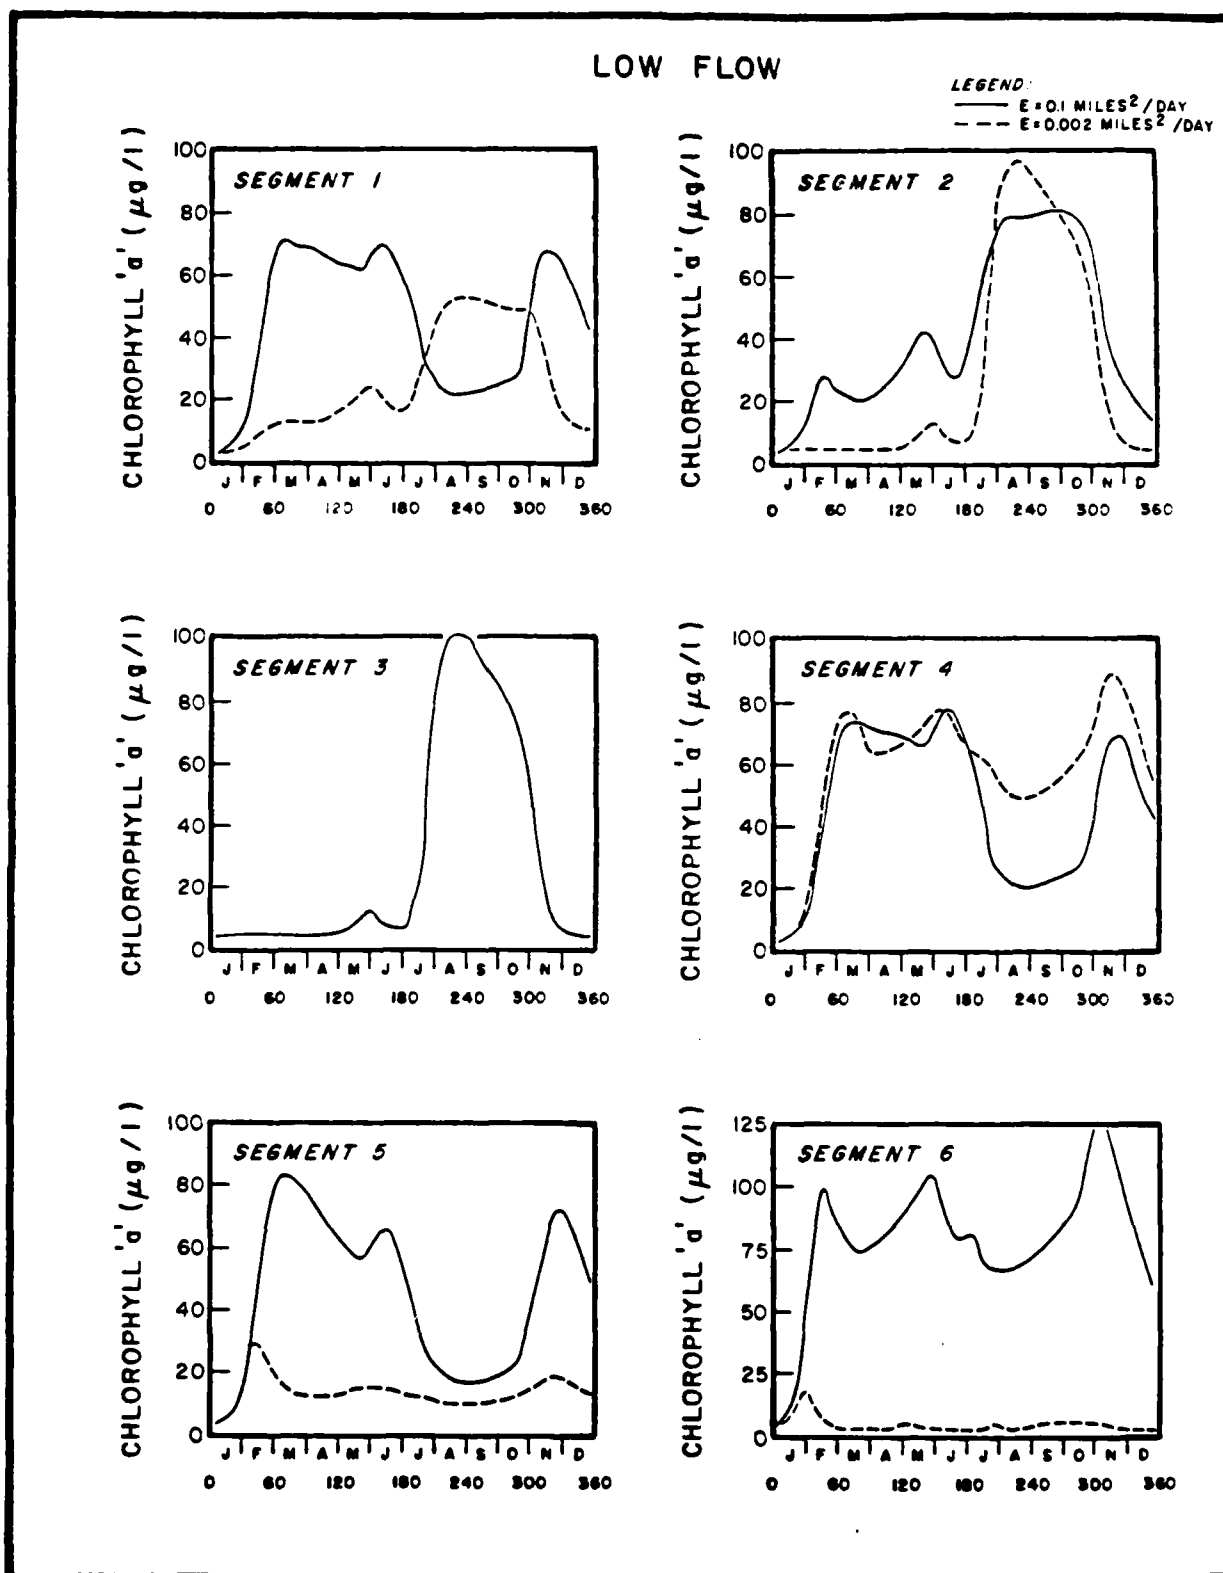 LOW FLOW
LEGEND:
E=0.1 MILES²/DAY
E=0.002 MILES²/DAY
CHLOROPHYLL 'a' (µg/l)
SEGMENT 1
100
80
60
40
20
0
J F M A M J J A S O N D
0 60 120 180 240 300 360
CHLOROPHYLL 'a' (µg/l)
SEGMENT 2
100
80
60
40
20
0
J F M A M J J A S O N D
0 60 120 180 240 300 360
CHLOROPHYLL 'a' (µg/l)
SEGMENT 3
100
80
60
40
20
0
J F M A M J J A S O N D
0 60 120 180 240 300 360
CHLOROPHYLL 'a' (µg/l)
SEGMENT 4
100
80
60
40
20
0
J F M A M J J A S O N D
0 60 120 180 240 300 360
CHLOROPHYLL 'a' (µg/l)
SEGMENT 5
100
80
60
40
20
0
J F M A M J J A S O N D
0 60 120 180 240 300 360
CHLOROPHYLL 'a' (µg/l)
SEGMENT 6
125
100
75
50
25
0
J F M A M J J A S O N D
0 60 120 180 240 300 360